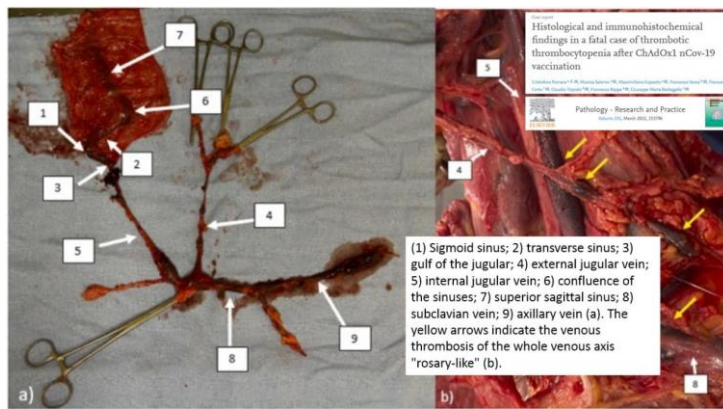 7
6
1
2
3
5
4
8
9
a)
Case report
Histological and immunohistochemical
findings in a fatal case of thrombotic
thrombocytopenia after ChAdOx1 nCov-19
vaccination
Pathology - Research and Practice
ELSEVIER
5
4
(1) Sigmoid sinus; 2) transverse sinus; 3)
gulf of the jugular; 4) external jugular vein;
5) internal jugular vein; 6) confluence of
the sinuses; 7) superior sagittal sinus; 8)
subclavian vein; 9) axillary vein (a). The
yellow arrows indicate the venous
thrombosis of the whole venous axis
"rosary-like" (b).
8
b)